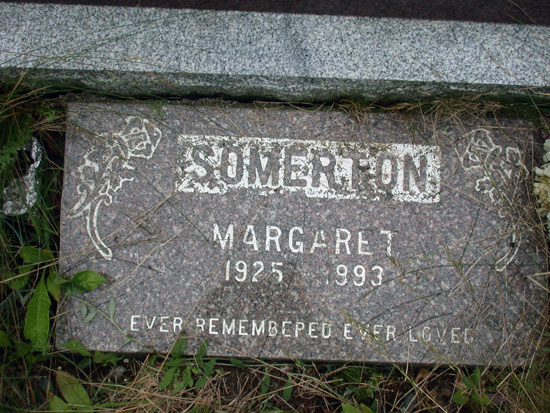 SOMERTON
MARGARET
1925 1993
EVER REMEMBERED EVER LOVED